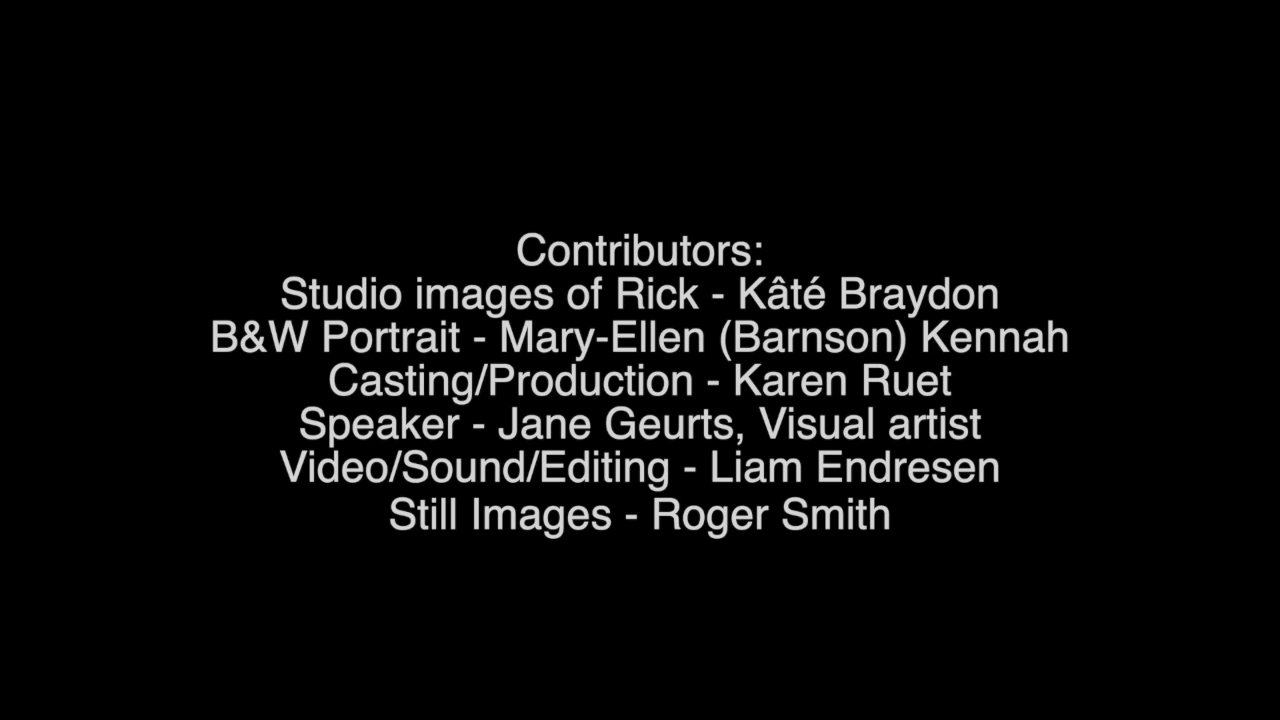 Contributors:
Studio images of Rick - Kâté Braydon
B&W Portrait - Mary-Ellen (Barnson) Kennah
Casting/Production - Karen Ruet
Speaker - Jane Geurts, Visual artist
Video/Sound/Editing - Liam Endresen
Still Images - Roger Smith